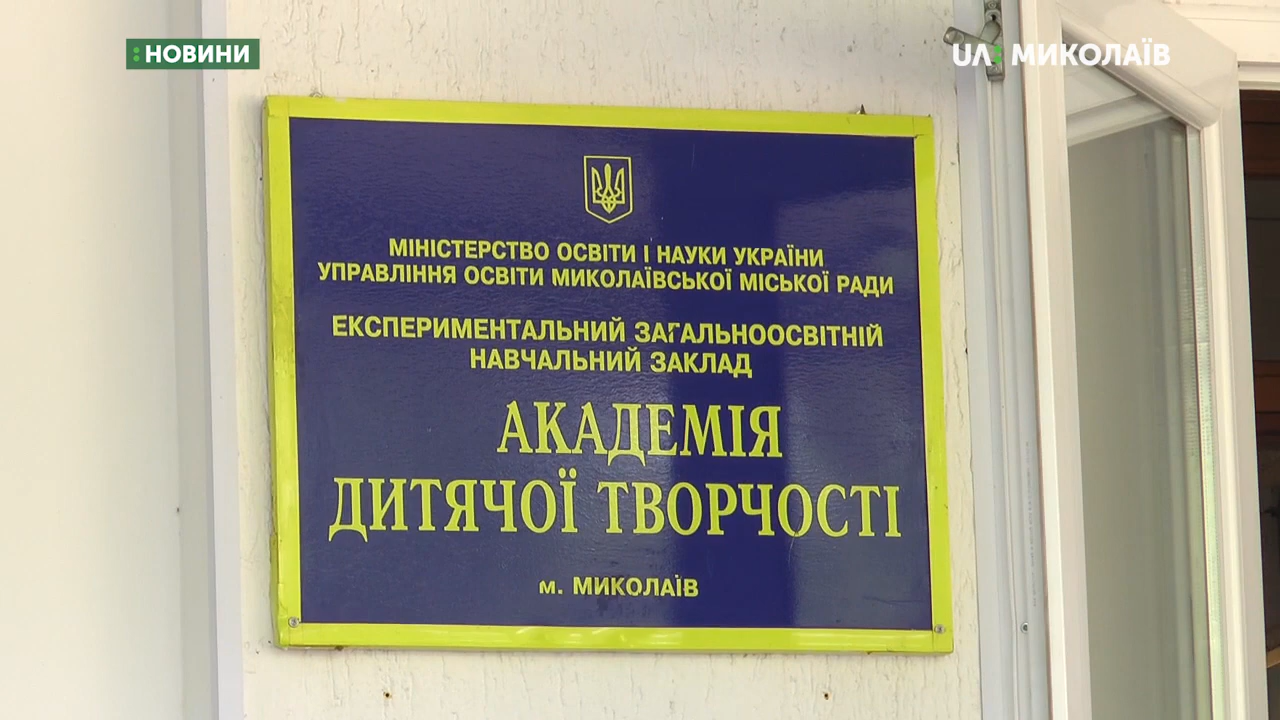 :НОВИНИ
UA: МИКОЛАЇВ
МІНІСТЕРСТВО ОСВІТИ І НАУКИ УКРАЇНИ
УПРАВЛІННЯ ОСВІТИ МИКОЛАЇВСЬКОЇ МІСЬКОЇ РАДИ
ЕКСПЕРИМЕНТАЛЬНИЙ ЗАГАЛЬНООСВІТНІЙ
НАВЧАЛЬНИЙ ЗАКЛАД
АКАДЕМІЯ
ДИТЯЧОЇ ТВОРЧОСТІ
м. МИКОЛАЇВ